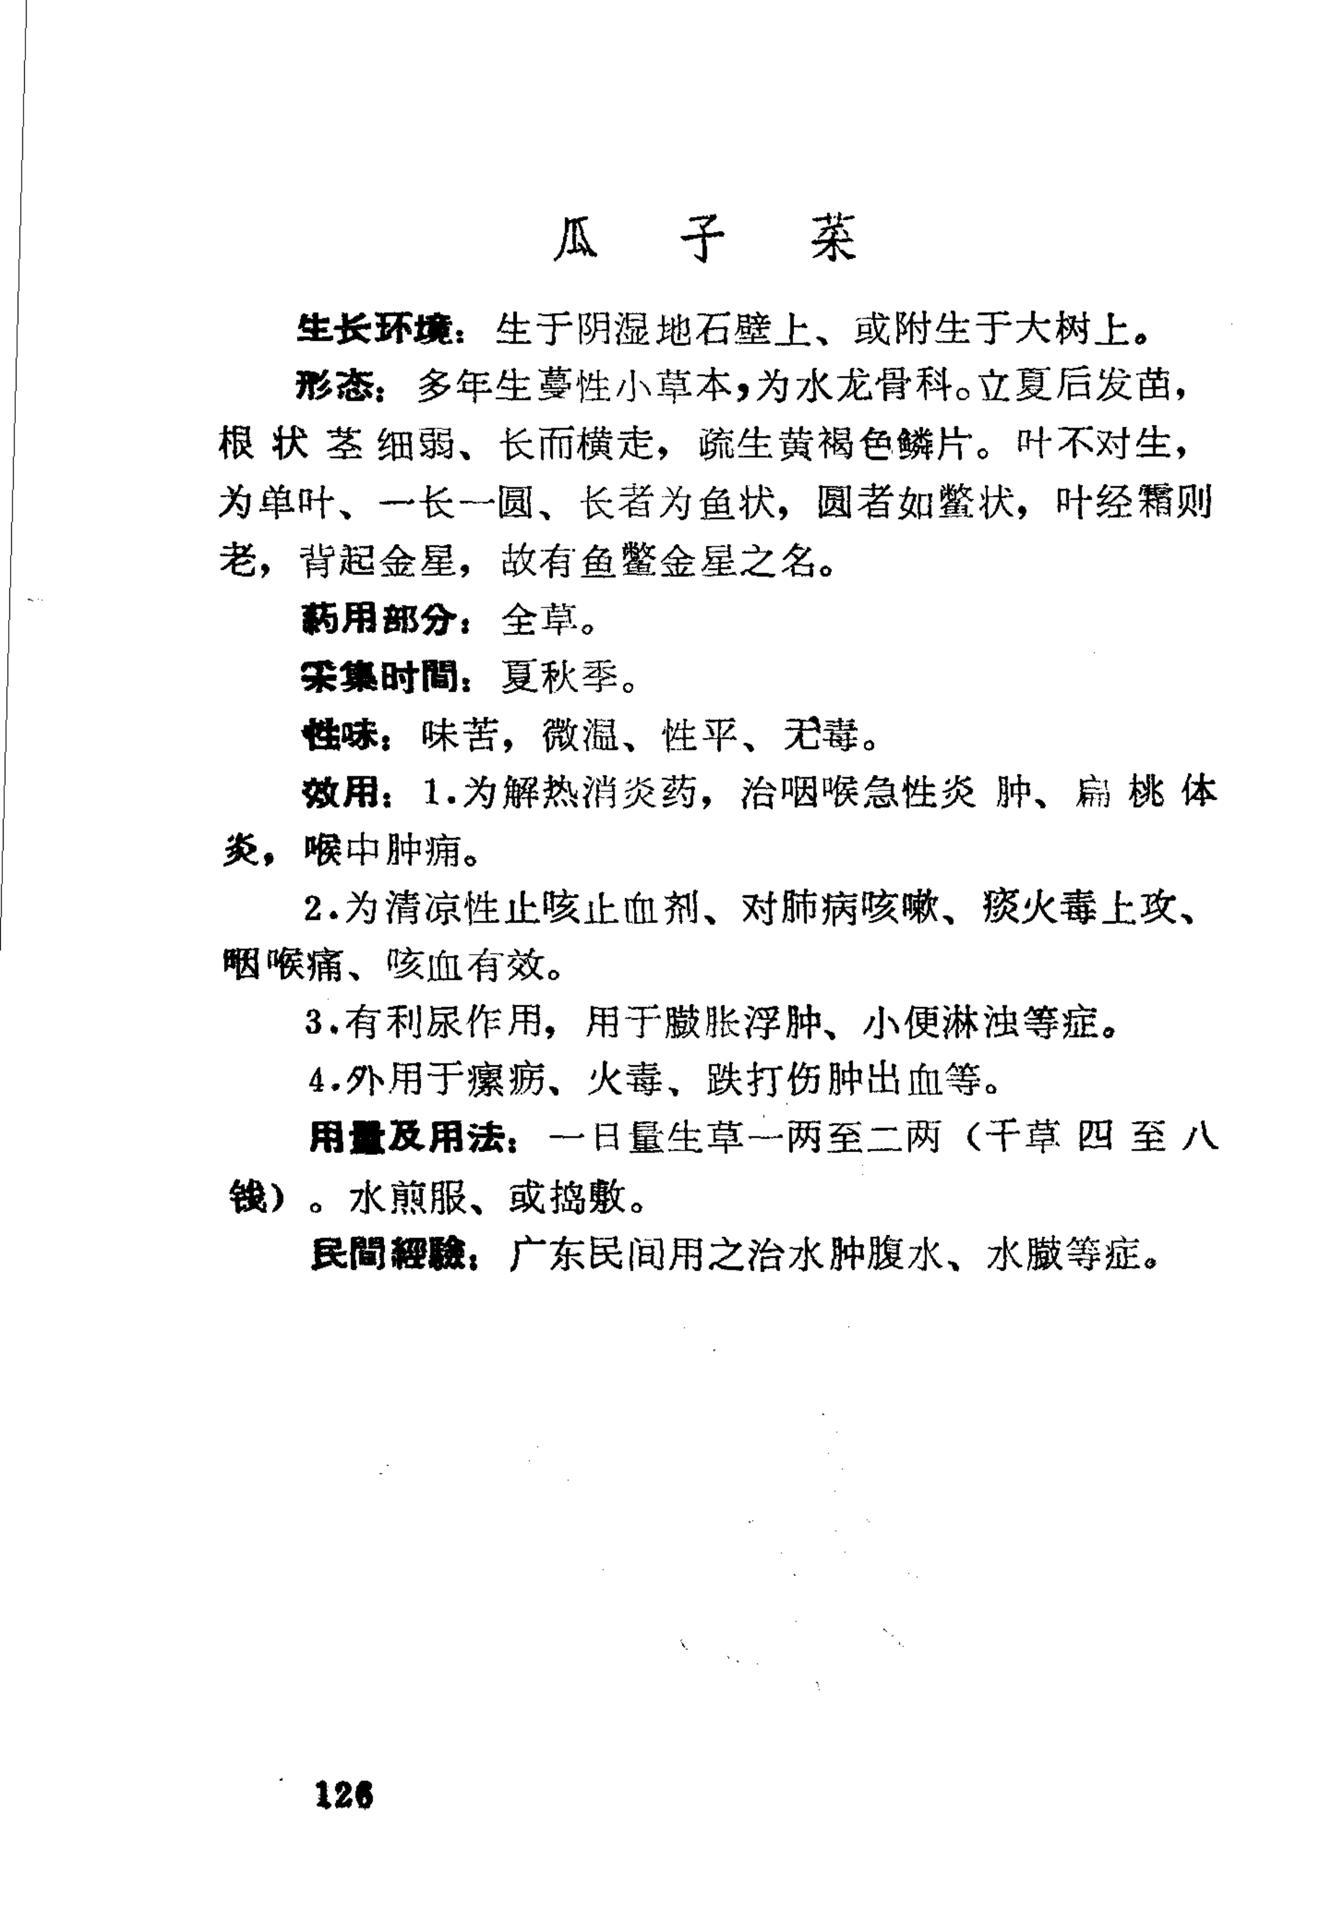 瓜子菜
生长环境：生于阴湿地石壁上、或附生于大树上。
形态：多年生蔓性小草本，为水龙骨科。立夏后发苗，
根状茎细弱、长而横走，疏生黄褐色鳞片。叶不对生，
为单叶、一长一圆、长者为鱼状，圆者如鳖状，叶经霜则
老，背起金星，故有鱼鳖金星之名。
药用部分：全草。
采集时間：夏秋季。
性味：味苦，微温、性平、无毒。
效用：1.为解热消炎药，治咽喉急性炎肿、扁桃体
炎，喉中肿痈。
2.为清凉性止咳止血剂、对肺病咳嗽、痰火毒上攻、
咽喉痛、咳血有效。
3.有利尿作用，用于臌胀浮肿、小便淋浊等症。
4.外用于瘰疬、火毒、跌打伤肿出血等。
用量及用法：一日量生草一两至二两（干草四至八
钱）。水煎服、或捣敷。
民間經驗：广东民间用之治水肿腹水、水臌等症。
126